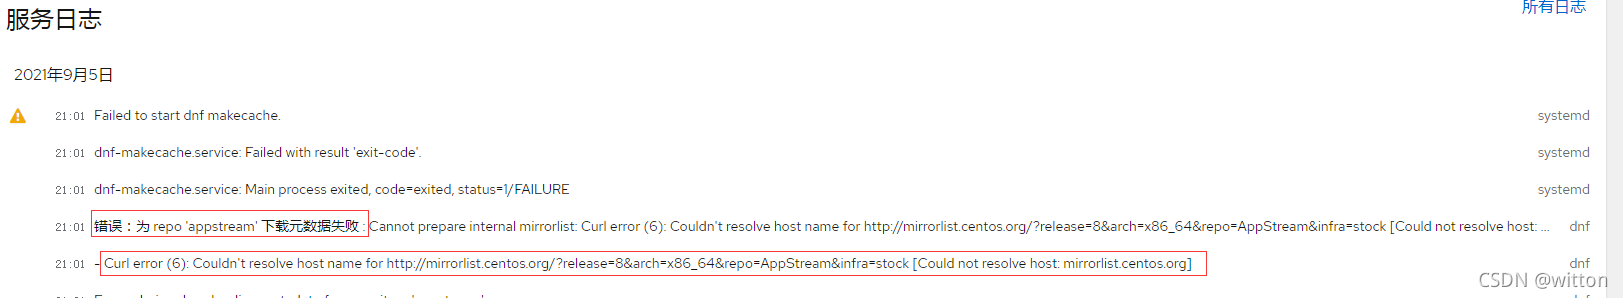 服务日志
所有日志
2021年9月5日
21:01 Failed to start dnf makecache. systemd
21:01 dnf-makecache.service: Failed with result 'exit-code'. systemd
21:01 dnf-makecache.service: Main process exited, code=exited, status=1/FAILURE systemd
21:01 错误：为 repo 'appstream' 下载元数据失败 : Cannot prepare internal mirrorlist: Curl error (6): Couldn't resolve host name for http://mirrorlist.centos.org/?release=8&arch=x86_64&repo=AppStream&infra=stock [Could not resolve host: ... dnf
21:01 - Curl error (6): Couldn't resolve host name for http://mirrorlist.centos.org/?release=8&arch=x86_64&repo=AppStream&infra=stock [Could not resolve host: mirrorlist.centos.org] dnf
CSDN @witton